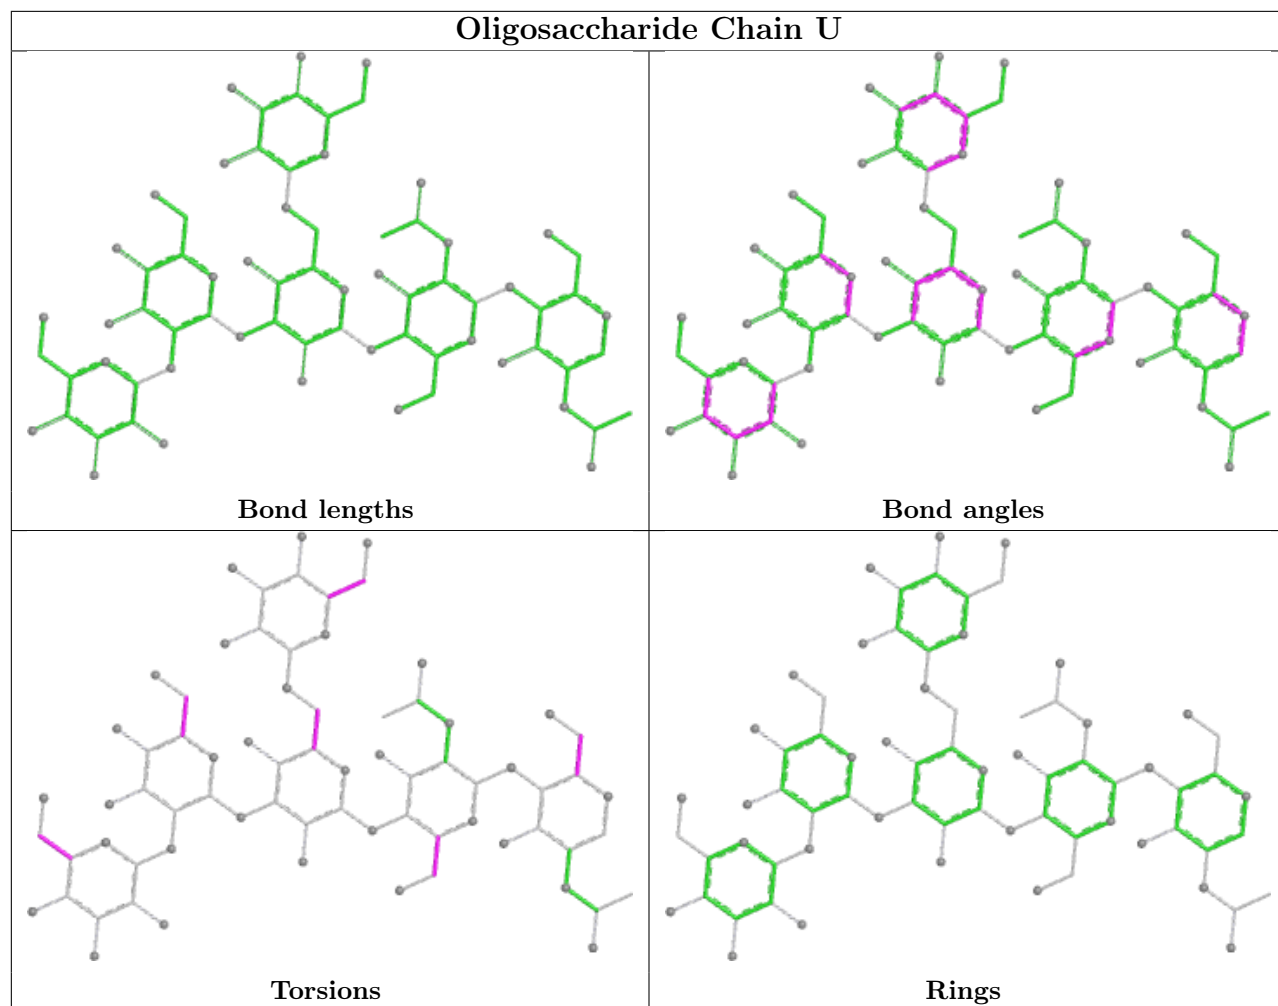 Oligosaccharide Chain U
Bond lengths
Bond angles
Torsions
Rings